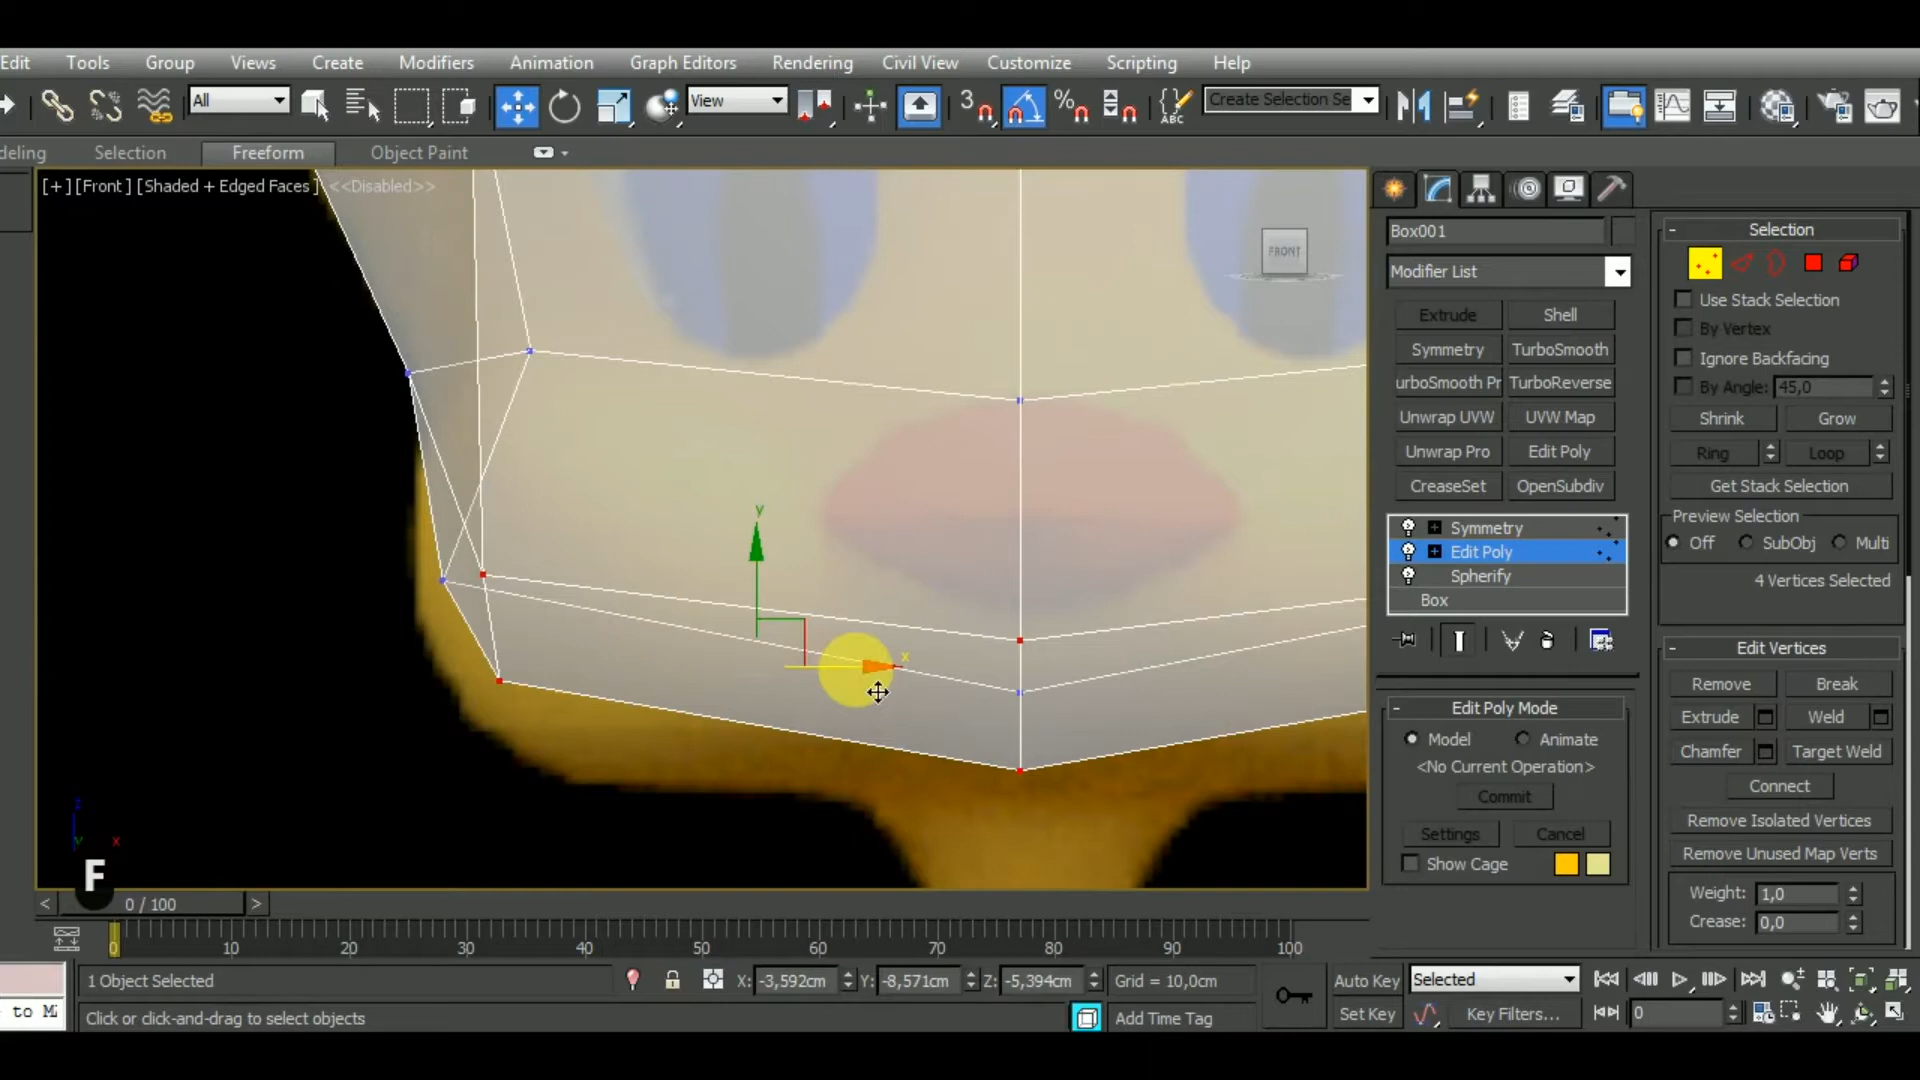 Edit Tools Group Views Create Modifiers Animation Graph Editors Rendering Civil View Customize Scripting Help
All View 3 % ABC Create Selection Se
deling Selection Freeform Object Paint
[+] [Front ] [Shaded + Edged Faces ] <<Disabled>>
FRONT
y
x
z
y x
F
Box001
Modifier List
Extrude Shell
Symmetry TurboSmooth
urboSmooth Pr TurboReverse
Unwrap UVW UVW Map
Unwrap Pro Edit Poly
CreaseSet OpenSubdiv
Symmetry
Edit Poly
Spherify
Box
- Edit Poly Mode
Model Animate
<No Current Operation>
Commit
Settings Cancel
Show Cage
- Selection
Use Stack Selection
By Vertex
Ignore Backfacing
By Angle: 45,0
Shrink Grow
Ring Loop
Get Stack Selection
Preview Selection
Off SubObj Multi
4 Vertices Selected
- Edit Vertices
Remove Break
Extrude Weld
Chamfer Target Weld
Connect
Remove Isolated Vertices
Remove Unused Map Verts
Weight: 1,0
Crease: 0,0
< 0 / 100 >
0 10 20 30 40 50 60 70 80 90 100
1 Object Selected X: -3,592cm Y: -8,571cm Z: -5,394cm Grid = 10,0cm Auto Key Selected
to Mi Click or click-and-drag to select objects Add Time Tag Set Key Key Filters... 0